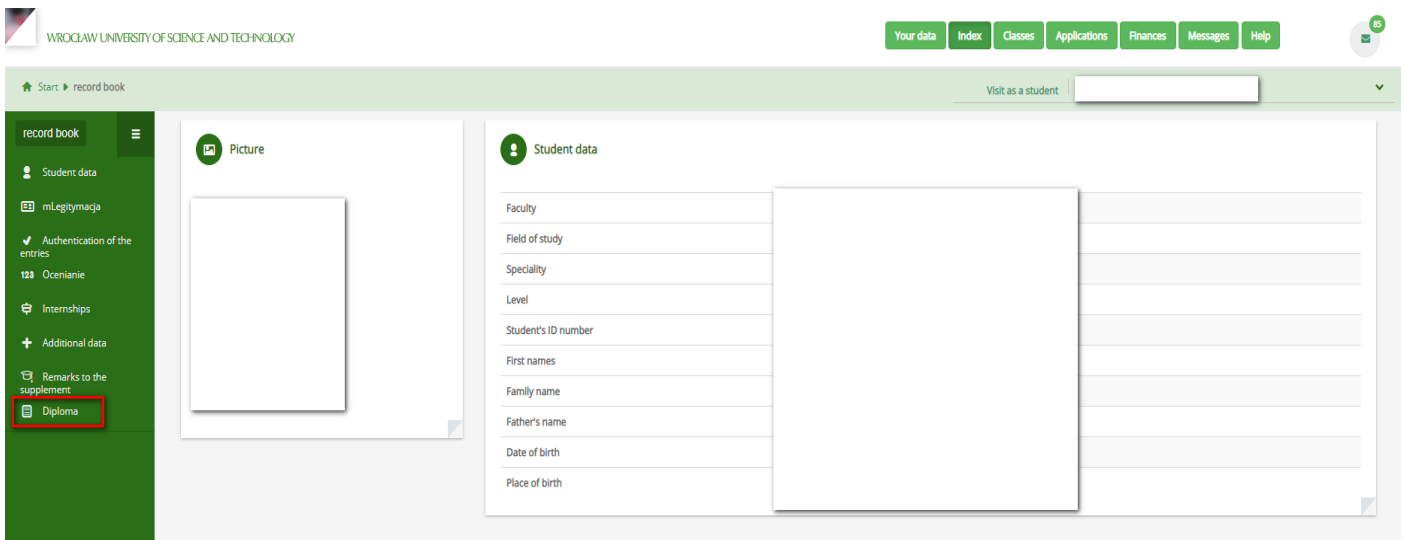 WROCŁAW UNIVERSITY OF SCIENCE AND TECHNOLOGY
Your data
Index
Classes
Applications
Finances
Messages
Help
85
Start
record book
Visit as a student
record book
Student data
mLegitymacja
Authentication of the
entries
123 Ocenianie
Internships
Additional data
Remarks to the
supplement
Diploma
Picture
Student data
Faculty
Field of study
Speciality
Level
Student's ID number
First names
Family name
Father's name
Date of birth
Place of birth